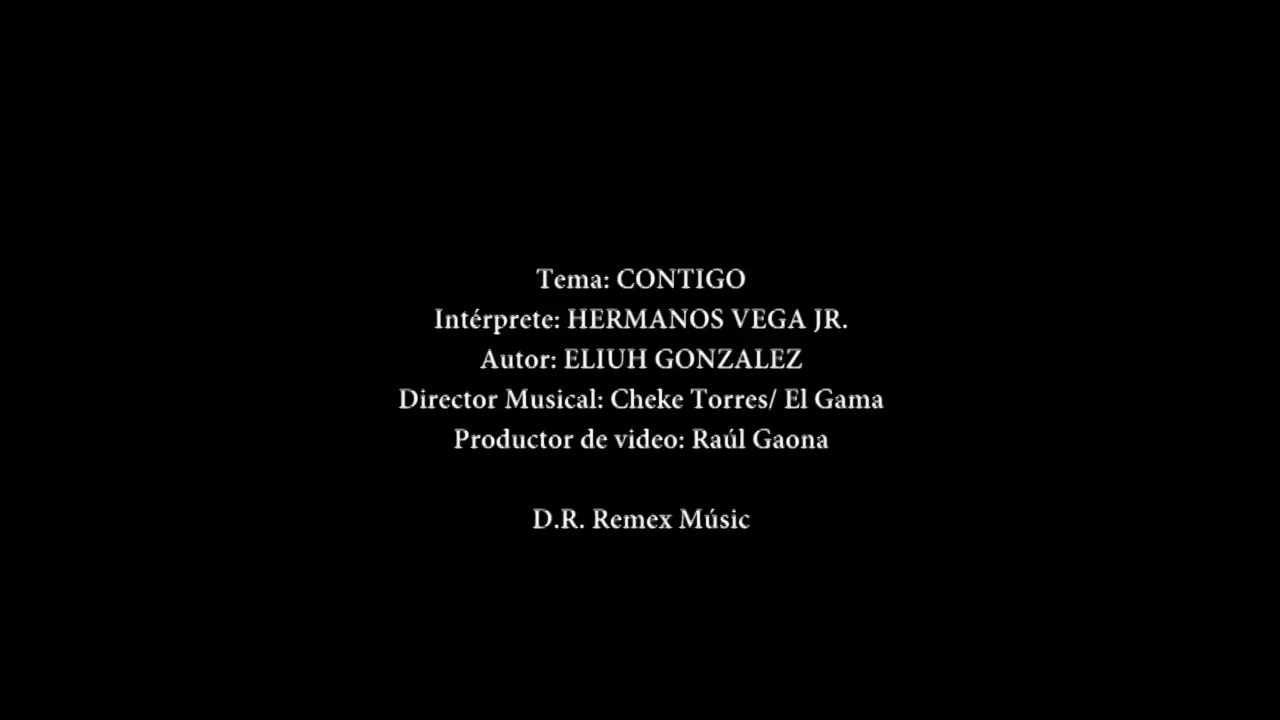 Tema: CONTIGO
Intérprete: HERMANOS VEGA JR.
Autor: ELIUH GONZALEZ
Director Musical: Cheke Torres/ El Gama
Productor de video: Raúl Gaona
D.R. Remex Músic